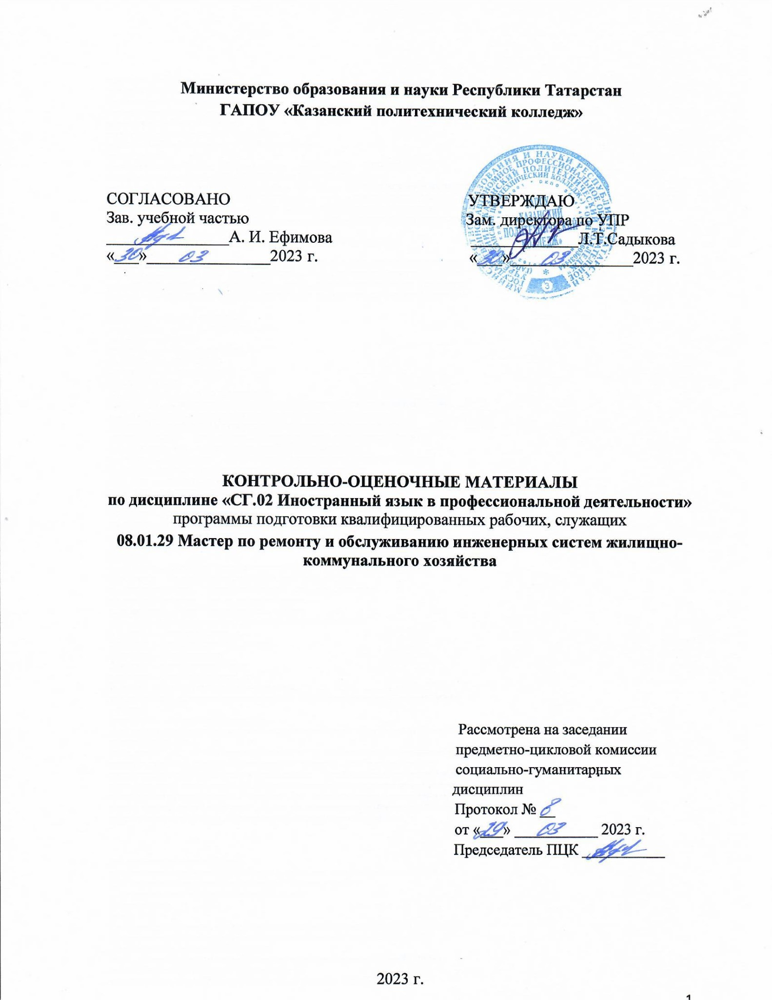 Министерство образования и науки Республики Татарстан
ГАПОУ «Казанский политехнический колледж»
СОГЛАСОВАНО
Зав. учебной частью
А. И. Ефимова
«30» 03 2023 г.
УТВЕРЖДАЮ
Зам. директора по УПР
Л.Т.Садыкова
«30» 03 2023 г.
КАЗАНСКИЙ
3
КОНТРОЛЬНО-ОЦЕНОЧНЫЕ МАТЕРИАЛЫ
по дисциплине «СГ.02 Иностранный язык в профессиональной деятельности»
программы подготовки квалифицированных рабочих, служащих
08.01.29 Мастер по ремонту и обслуживанию инженерных систем жилищно-
коммунального хозяйства
Рассмотрена на заседании
предметно-цикловой комиссии
социально-гуманитарных
дисциплин
Протокол № 8
от «29» 03 2023 г.
Председатель ПЦК
2023 г.
1